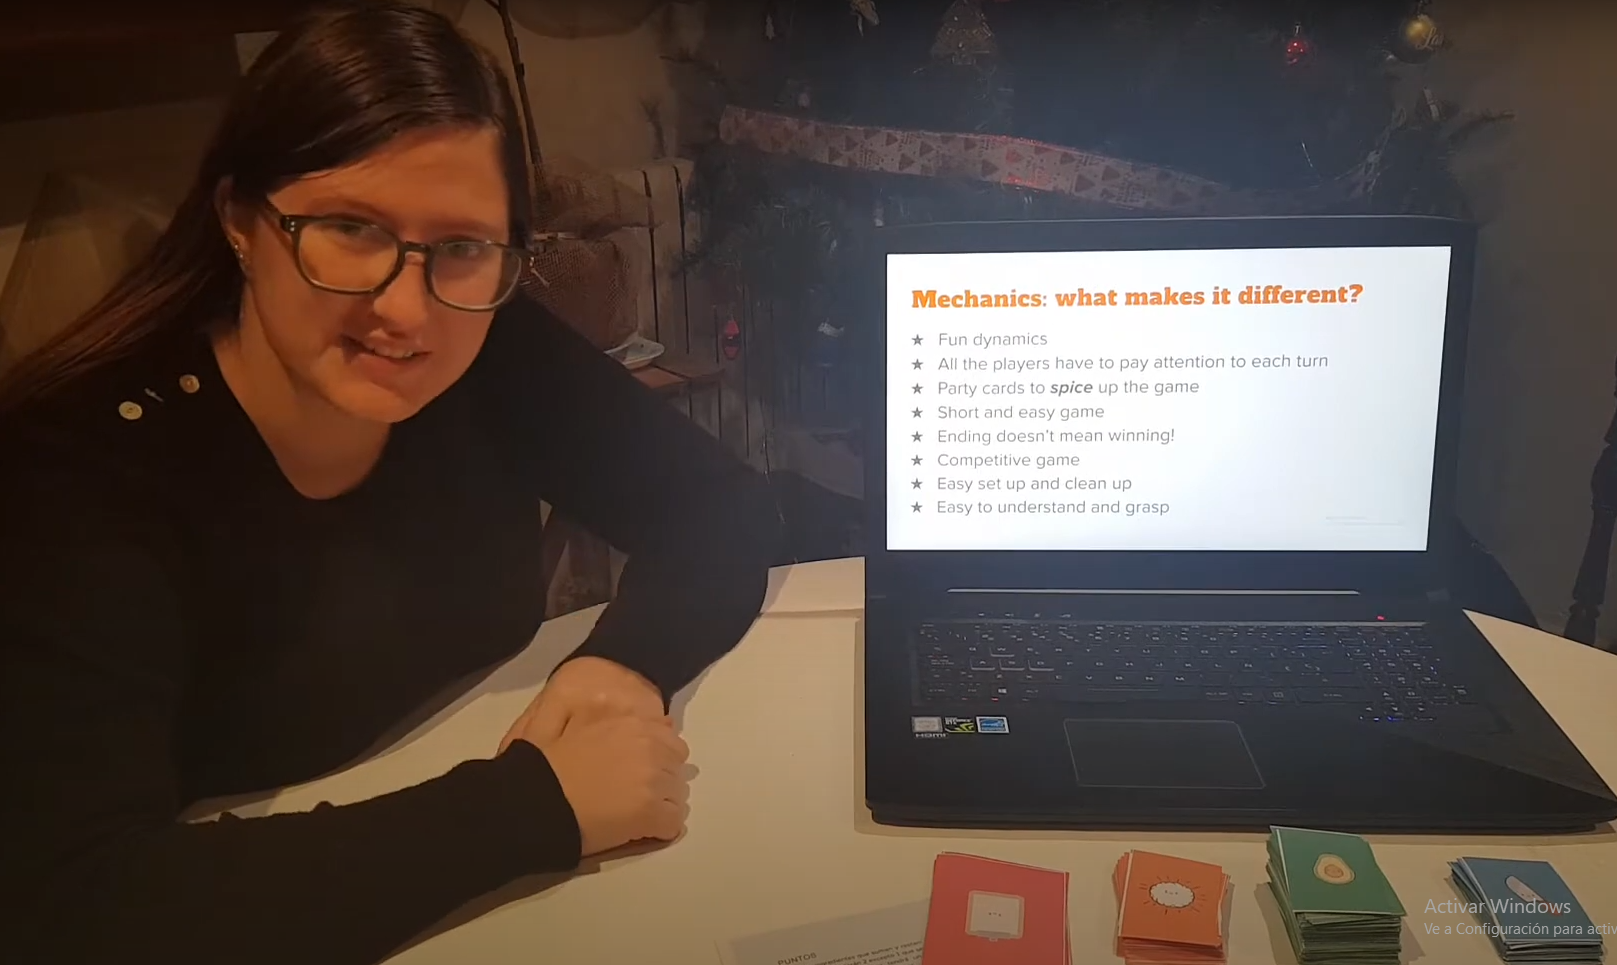 Mechanics: what makes it different?
★ Fun dynamics
★ All the players have to pay attention to each turn
★ Party cards to spice up the game
★ Short and easy game
★ Ending doesn't mean winning!
★ Competitive game
★ Easy set up and clean up
★ Easy to understand and grasp
PUNTOS
Activar Windows
Ve a Configuración para